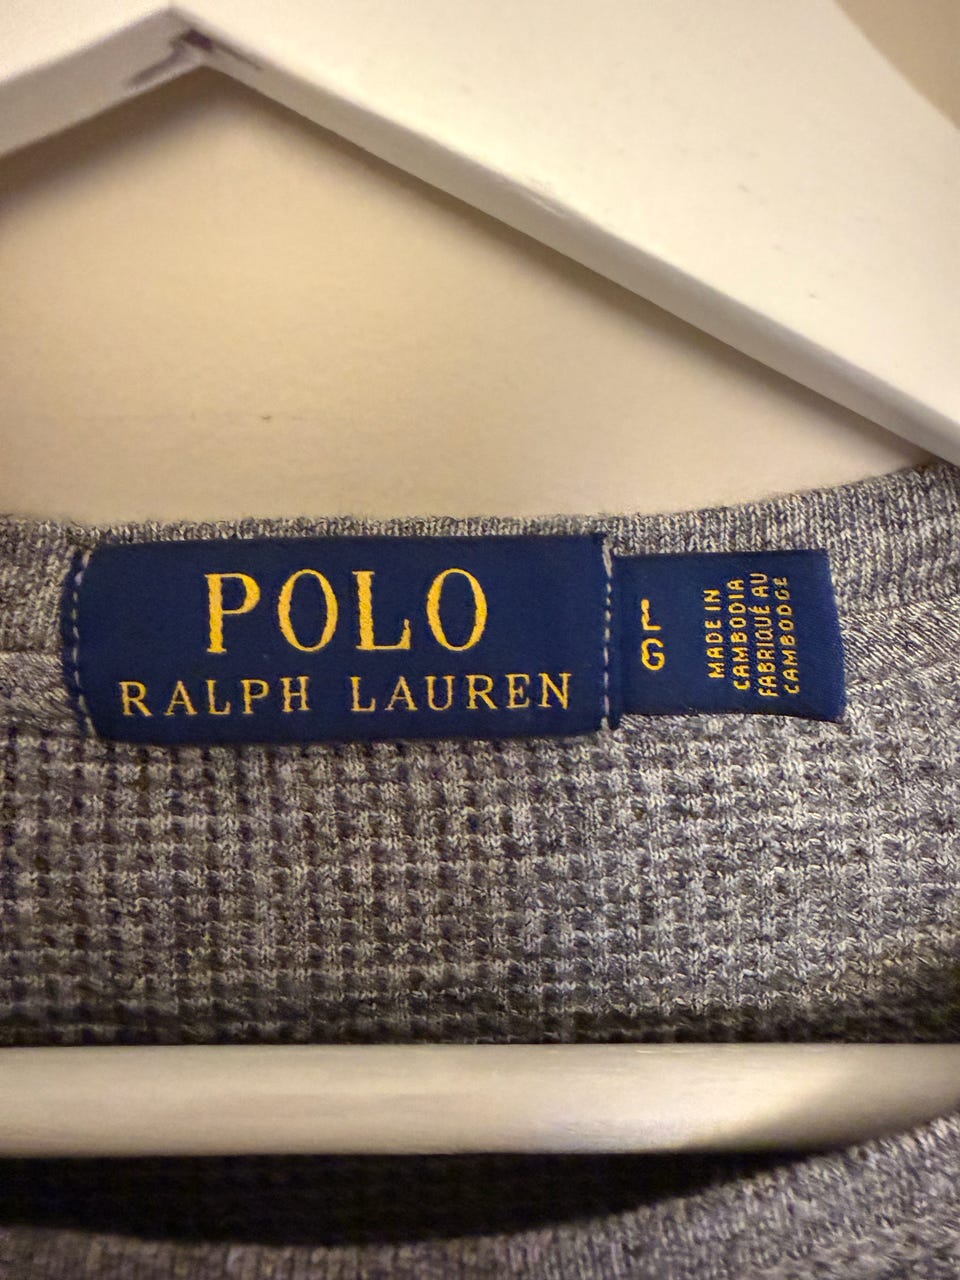 POLO
RALPH LAUREN
L
G
MADE IN
CAMBODIA
FABRIQUÉ AU
CAMBODGE